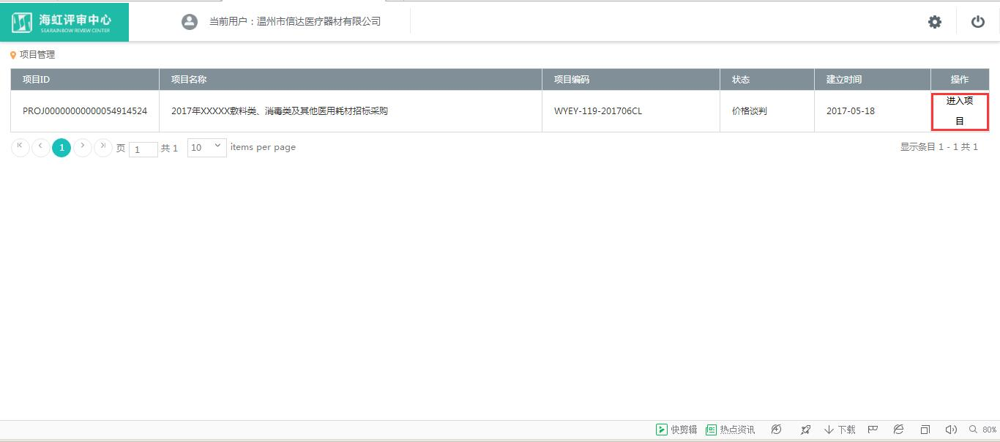 海虹评审中心
SEARAINBOW REVIEW CENTER
当前用户：温州市信达医疗器材有限公司
项目管理
项目ID 项目名称 项目编码 状态 建立时间 操作
PROJ00000000000054914524 2017年XXXXX敷料类、消毒类及其他医用耗材招标采购 WYEY-119-201706CL 价格谈判 2017-05-18 进入项
目
1 页 1 共 1 10 items per page 显示条目 1 - 1 共 1
快剪辑 热点资讯 下载 80%